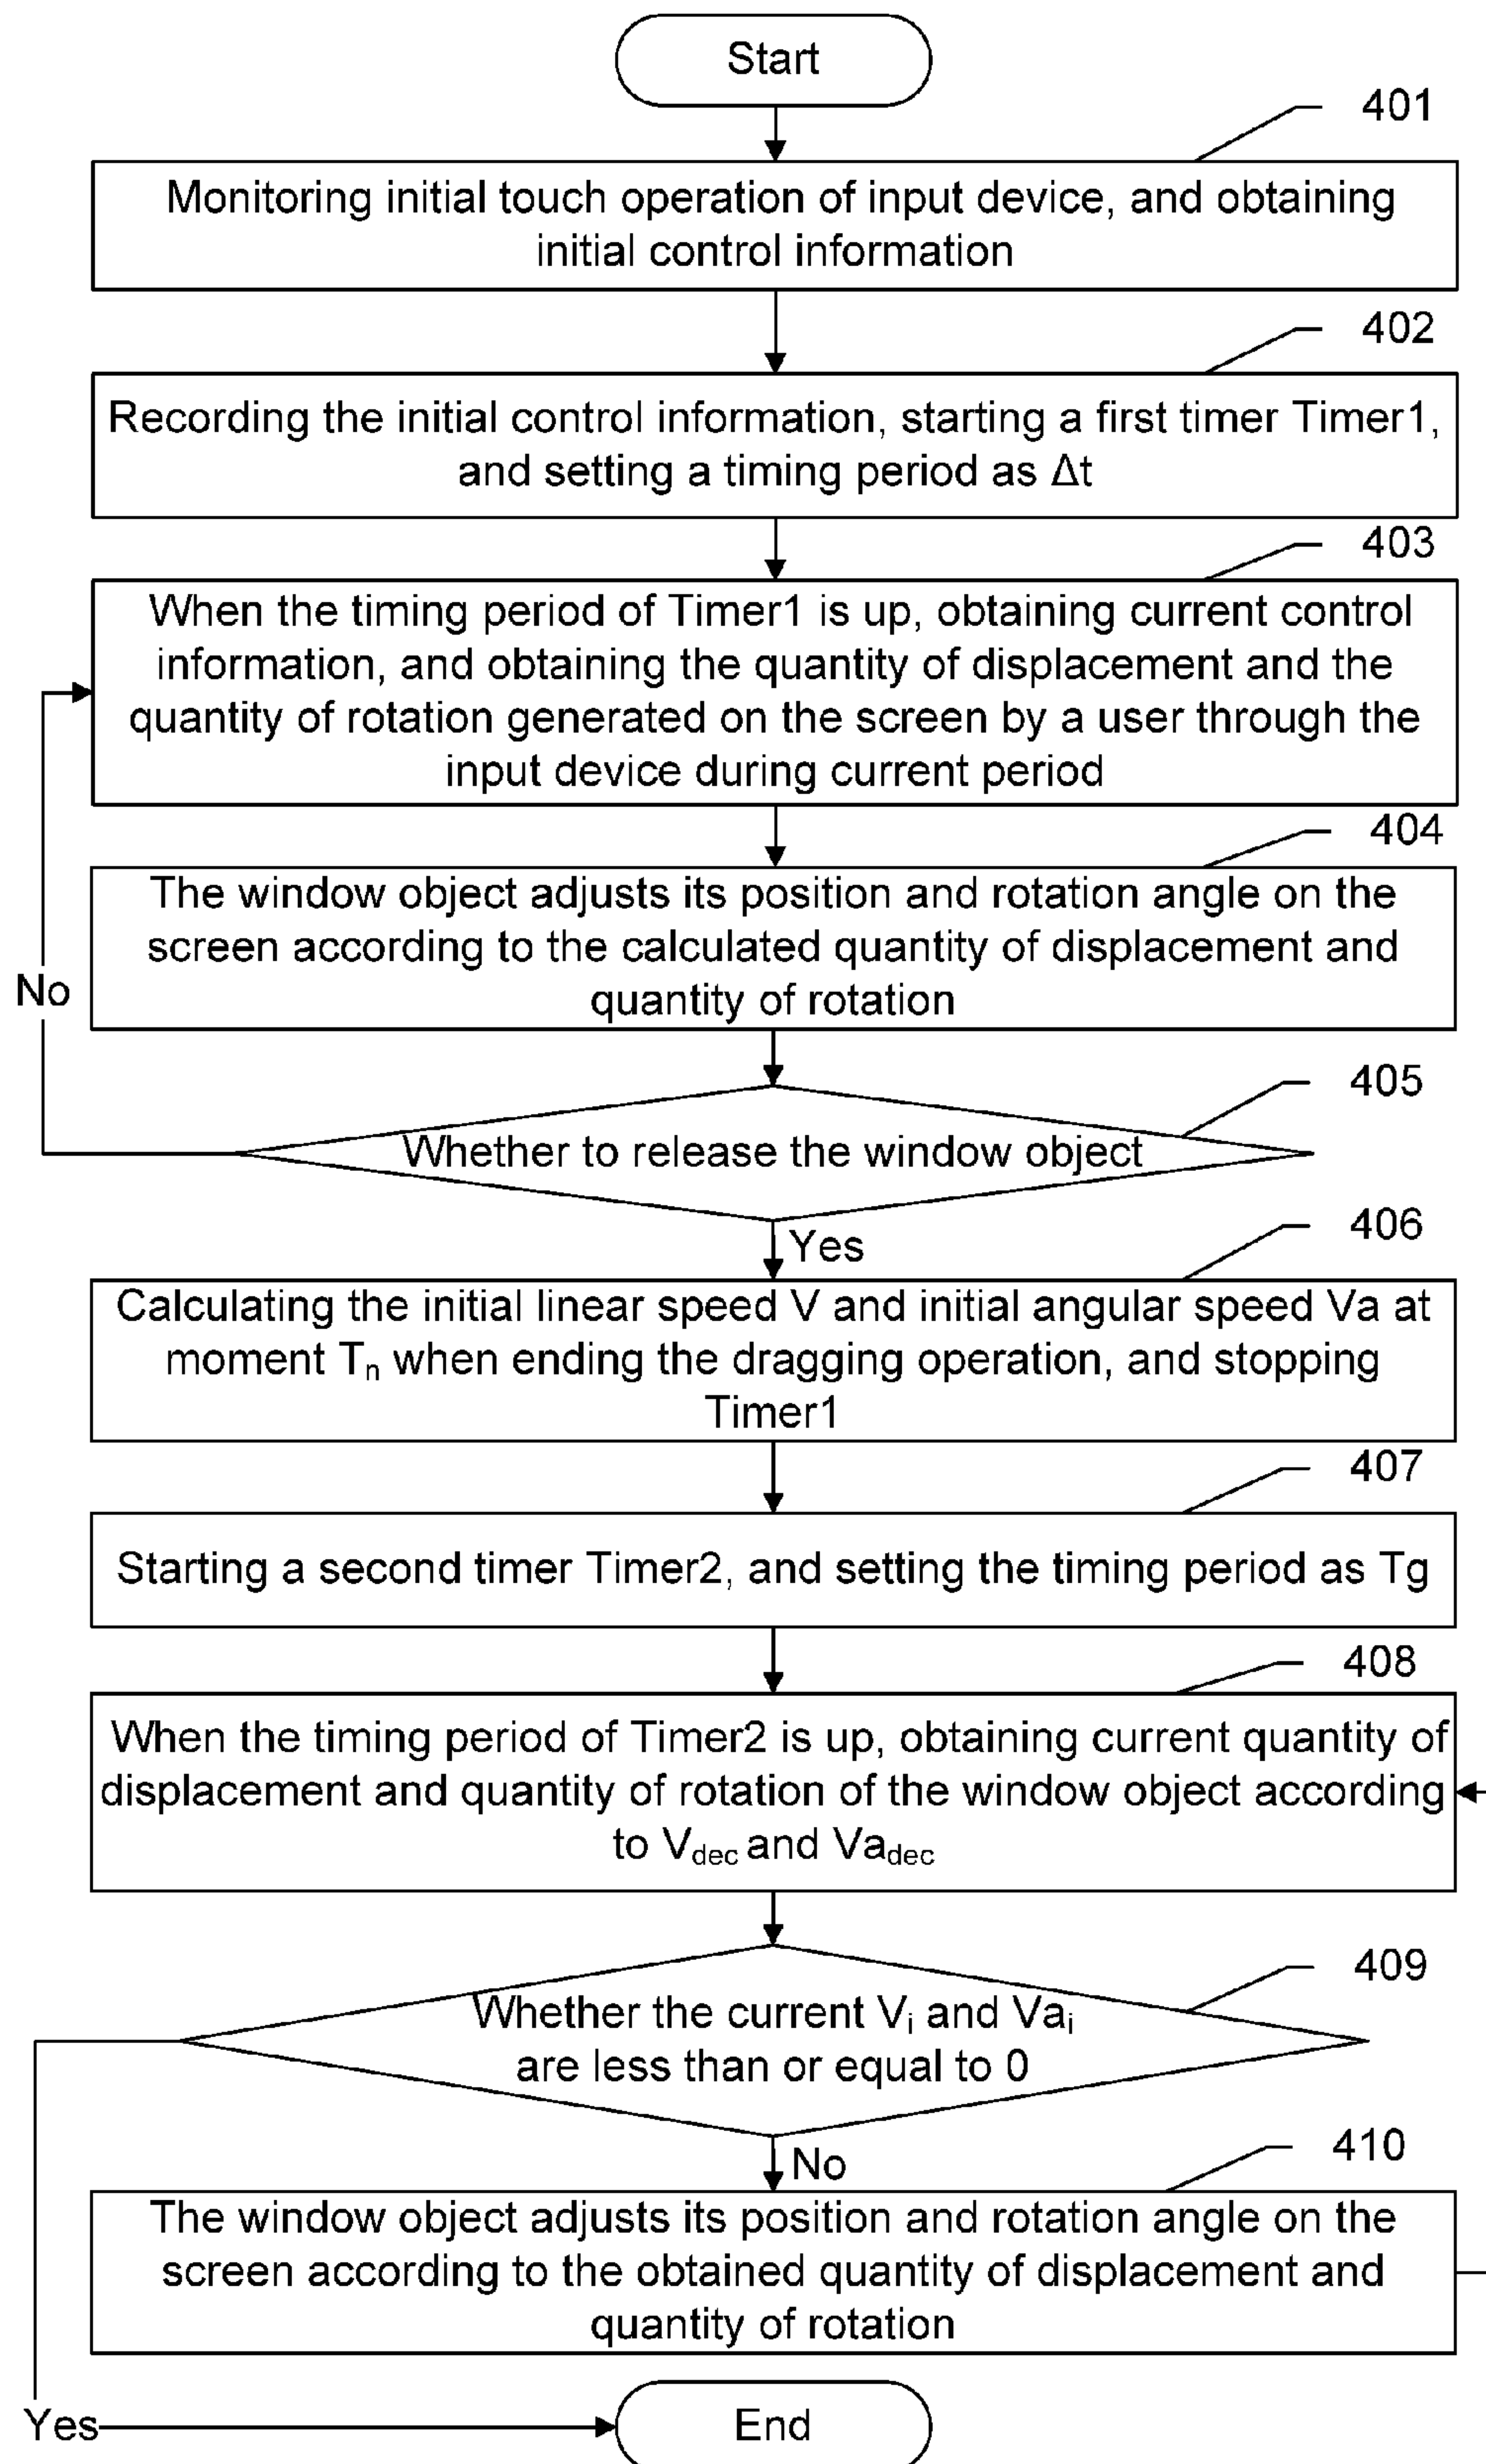 Start
401
Monitoring initial touch operation of input device, and obtaining
initial control information
402
Recording the initial control information, starting a first timer Timer1,
and setting a timing period as Δt
403
When the timing period of Timer1 is up, obtaining current control
information, and obtaining the quantity of displacement and the
quantity of rotation generated on the screen by a user through the
input device during current period
404
The window object adjusts its position and rotation angle on the
screen according to the calculated quantity of displacement and
quantity of rotation
No
405
Whether to release the window object
Yes
406
Calculating the initial linear speed V and initial angular speed Va at
moment Tn when ending the dragging operation, and stopping
Timer1
407
Starting a second timer Timer2, and setting the timing period as Tg
408
When the timing period of Timer2 is up, obtaining current quantity of
displacement and quantity of rotation of the window object according
to Vdec and Vadec
409
Whether the current Vi and Vai
are less than or equal to 0
No
410
The window object adjusts its position and rotation angle on the
screen according to the obtained quantity of displacement and
quantity of rotation
Yes
End